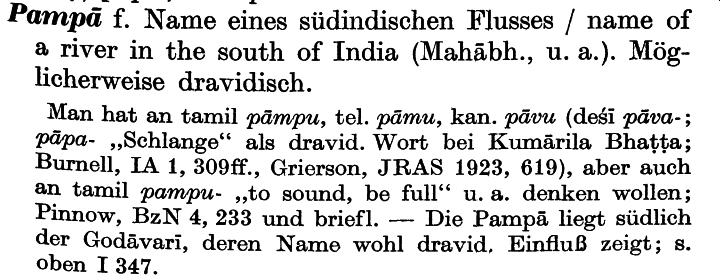 Pampā f. Name eines südindischen Flusses / name of
a river in the south of India (Mahābh., u. a.). Mög-
licherweise dravidisch.
Man hat an tamil pāmpu, tel. pāmu, kan. pāvu (deśī pāva-;
pāpa- „Schlange“ als dravid. Wort bei Kumārila Bhaṭṭa;
Burnell, IA 1, 309ff., Grierson, JRAS 1923, 619), aber auch
an tamil pampu- „to sound, be full“ u. a. denken wollen;
Pinnow, BzN 4, 233 und briefl. — Die Pampā liegt südlich
der Godāvarī, deren Name wohl dravid. Einfluß zeigt; s.
oben I 347.